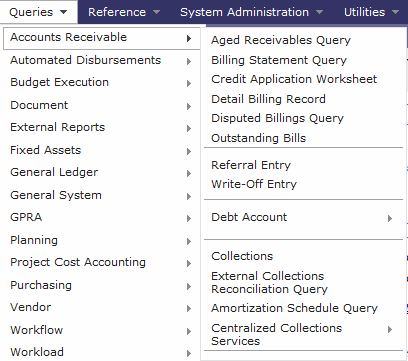 Queries
Reference
System Administration
Utilities
Accounts Receivable
Automated Disbursements
Budget Execution
Document
External Reports
Fixed Assets
General Ledger
General System
GPRA
Planning
Project Cost Accounting
Purchasing
Vendor
Workflow
Workload
Aged Receivables Query
Billing Statement Query
Credit Application Worksheet
Detail Billing Record
Disputed Billings Query
Outstanding Bills
Referral Entry
Write-Off Entry
Debt Account
Collections
External Collections
Reconciliation Query
Amortization Schedule Query
Centralized Collections
Services